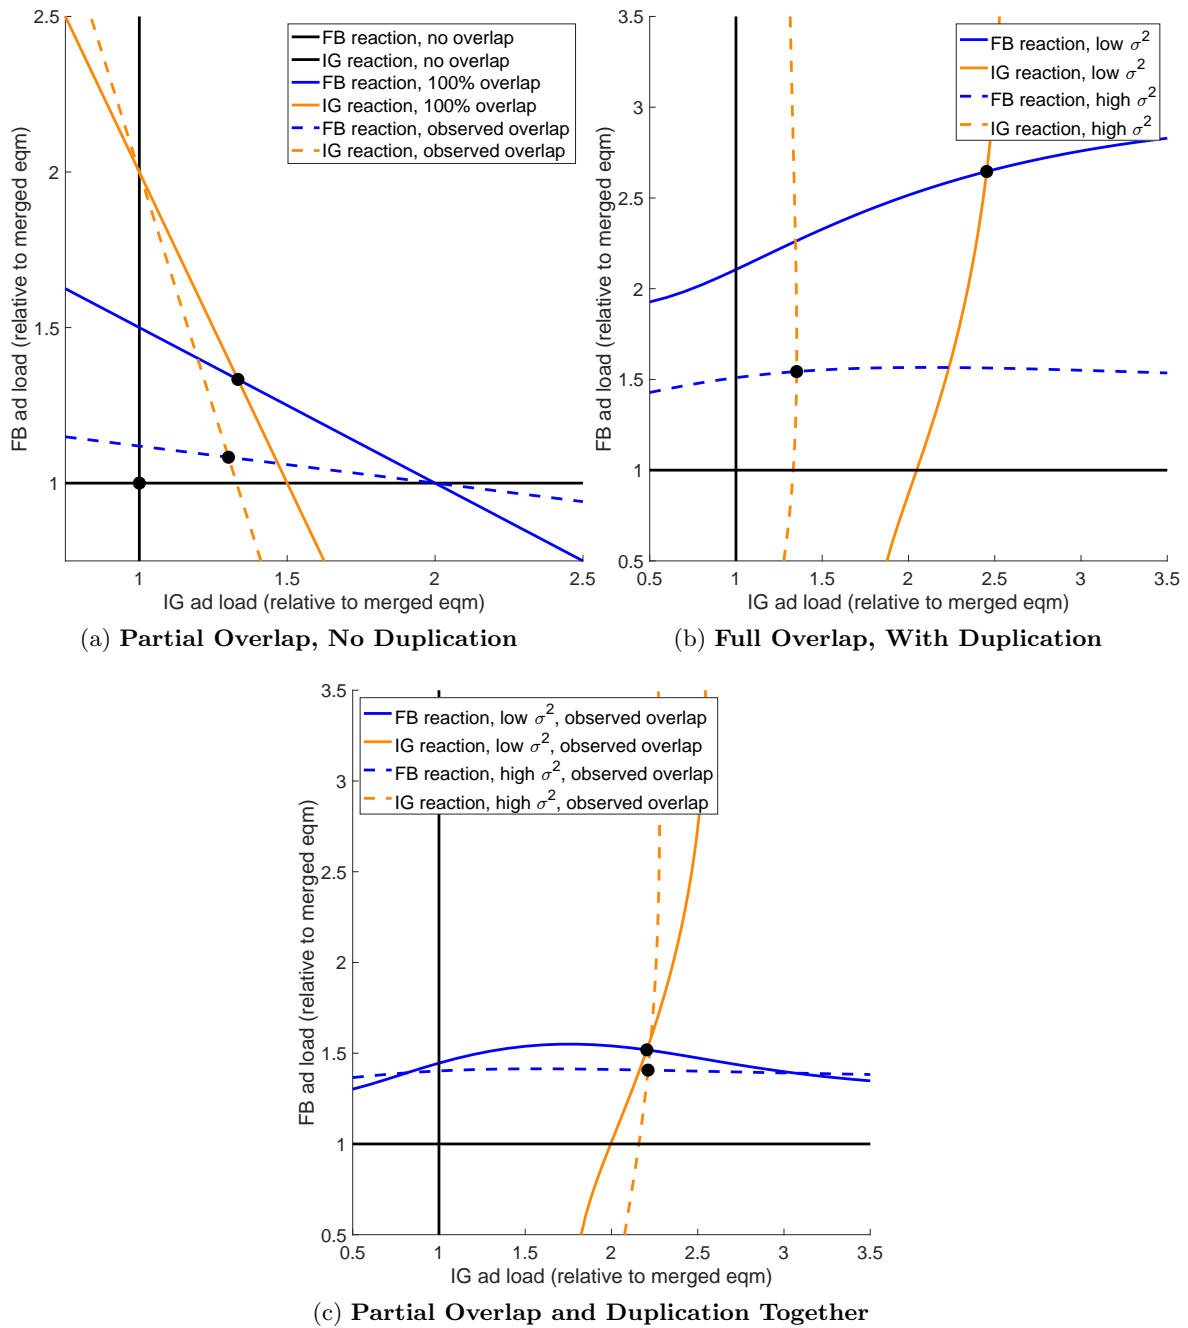 2.5
2
1.5
1
FB ad load (relative to merged eqm)
FB reaction, no overlap
IG reaction, no overlap
FB reaction, 100% overlap
IG reaction, 100% overlap
FB reaction, observed overlap
IG reaction, observed overlap
1
1.5
2
2.5
IG ad load (relative to merged eqm)
(a) Partial Overlap, No Duplication
3.5
3
2.5
2
1.5
1
0.5
FB ad load (relative to merged eqm)
FB reaction, low σ²
IG reaction, low σ²
FB reaction, high σ²
IG reaction, high σ²
0.5
1
1.5
2
2.5
3
3.5
IG ad load (relative to merged eqm)
(b) Full Overlap, With Duplication
3.5
3
2.5
2
1.5
1
0.5
FB ad load (relative to merged eqm)
FB reaction, low σ², observed overlap
IG reaction, low σ², observed overlap
FB reaction, high σ², observed overlap
IG reaction, high σ², observed overlap
0.5
1
1.5
2
2.5
3
3.5
IG ad load (relative to merged eqm)
(c) Partial Overlap and Duplication Together